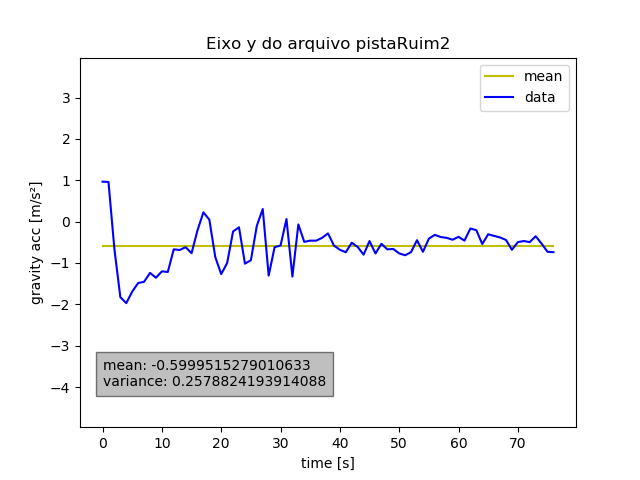 Eixo y do arquivo pistaRuim2
mean
data
gravity acc [m/s²]
3
2
1
0
−1
−2
−3
−4
mean: -0.5999515279010633
variance: 0.2578824193914088
0 10 20 30 40 50 60 70
time [s]